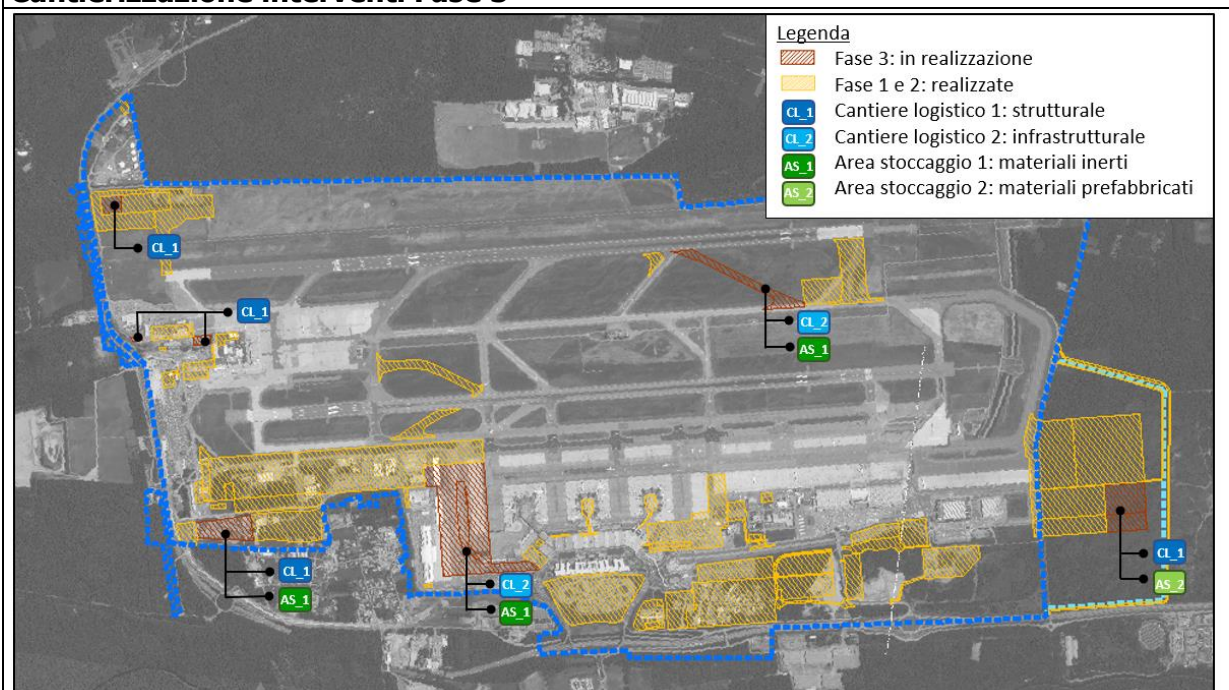 Cantierizzazione interventi Fase 3
Legenda
Fase 3: in realizzazione
Fase 1 e 2: realizzate
CL_1 Cantiere logistico 1: strutturale
CL_2 Cantiere logistico 2: infrastrutturale
AS_1 Area stoccaggio 1: materiali inerti
AS_2 Area stoccaggio 2: materiali prefabbricati
CL_1
CL_1
CL_2
AS_1
CL_1
AS_1
CL_2
AS_1
CL_1
AS_2